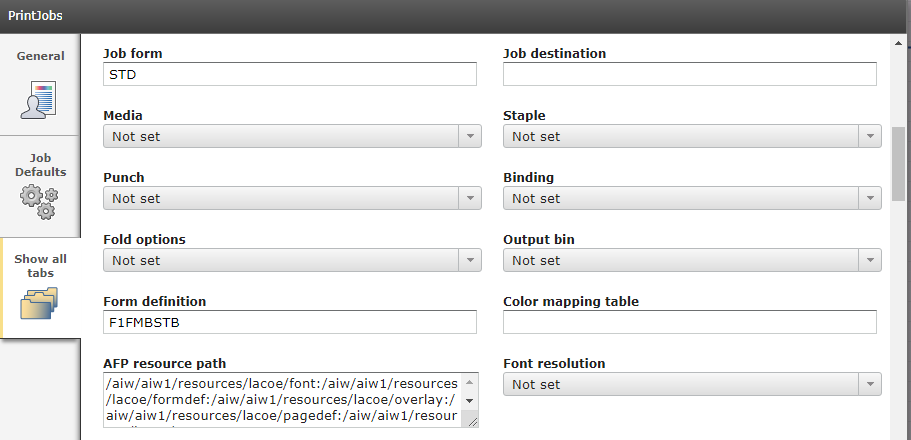 PrintJobs
General
Job
Defaults
Show all
tabs
Job form
STD
Job destination
Media
Not set
Staple
Not set
Punch
Not set
Binding
Not set
Fold options
Not set
Output bin
Not set
Form definition
F1FMBSTB
Color mapping table
AFP resource path
/aiw/aiw1/resources/lacoe/font:/aiw/aiw1/resources
/lacoe/formdef:/aiw/aiw1/resources/lacoe/overlay:/
aiw/aiw1/resources/lacoe/pagedef:/aiw/aiw1/resour
Font resolution
Not set